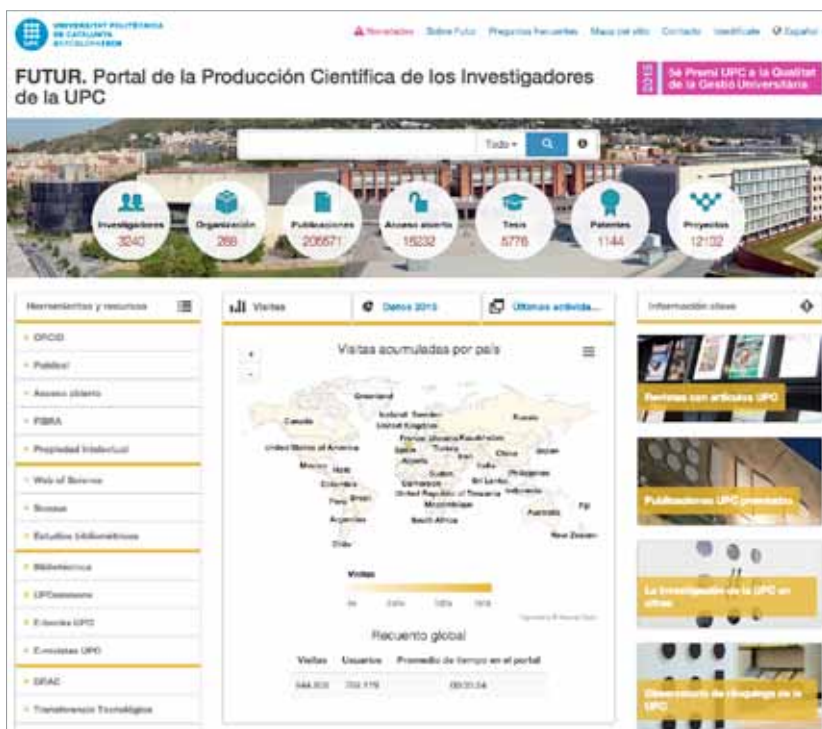 UNIVERSITAT POLITÈCNICA
DE CATALUNYA
BARCELONATECH
UPC
Novedades Sobre Futur Preguntas frecuentes Mapa del sitio Contacto Identifícate Español
FUTUR. Portal de la Producción Científica de los Investigadores
de la UPC
2015
5è Premi UPC a la Qualitat
de la Gestió Universitària
Todo
Investigadores
3240
Organización
Publicaciones
206571
Acceso abierto
15232
Tesis
5776
Patentes
1144
Proyectos
12102
Herramientas y recursos
ORCID
Acceso abierto
FIBRA
Propiedad Intelectual
Web of Science
Scopus
Estudios bibliométricos
Bibliotècnica
UPCommons
E-books UPC
E-revistas UPC
DRAC
Transferencia Tecnológica
Visitas
Datos 2015
Últimas activida...
Visitas acumuladas por país
Greenland
Canada
Iceland Sweden
Russia
United Kingdom
France Ukraine Kazakhstan
United States of America
Spain Turkey
Iran
China
Japan
Mexico
Haiti
Algeria
Sudan
India
Philippines
Colombia
Cameroon
Sri Lanka
Peru Brazil
United Republic of Tanzania Indonesia
Mozambique
Fiji
Argentina
South Africa
Australia
Chile
New Zealand
Visitas
Recuento global
Visitas Usuarios Promedio de tiempo en el portal
Información clave
Revistas con artículos UPC
Publicaciones UPC premiadas
La investigación de la UPC en
cifras
Observatorio de rankings de la
UPC